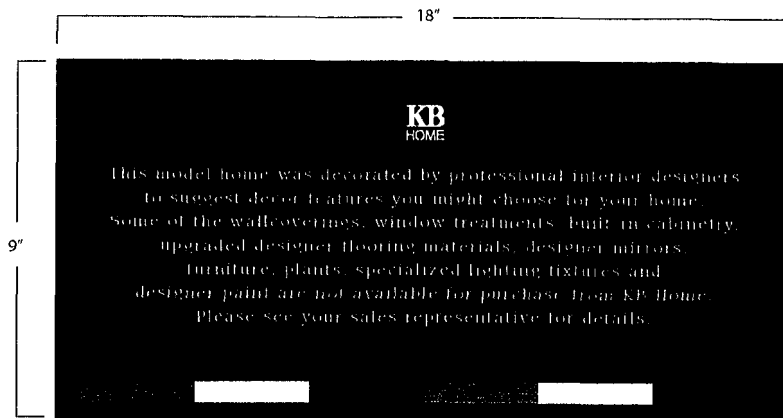 18"
9"
KB
HOME
This model home was decorated by professional interior designers
to suggest decor features you might choose for your home.
Some of the wallcoverings, window treatments, built in cabinetry,
upgraded designer flooring materials, designer mirrors,
furniture, plants, specialized lighting fixtures and
designer paint are not available for purchase from KB Home.
Please see your sales representative for details.